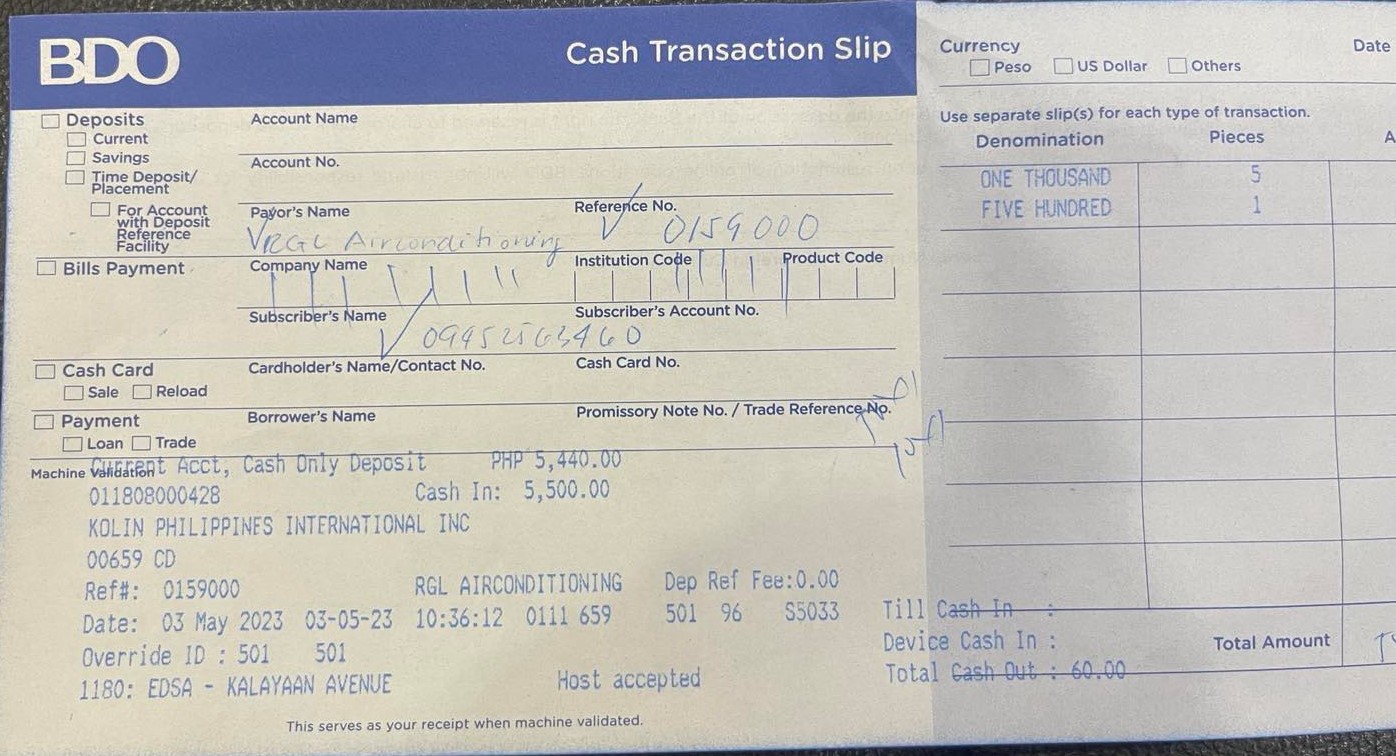 BDO
Cash Transaction Slip
Currency
Date
Peso US Dollar Others
Use separate slip(s) for each type of transaction.
Denomination Pieces A
ONE THOUSAND 5
FIVE HUNDRED 1
Total Amount
Deposits
Current
Savings
Time Deposit/
Placement
For Account
with Deposit
Reference
Facility
Account Name
Account No.
Payor's Name Reference No.
RGL Airconditioning 0159000
Bills Payment
Company Name Institution Code Product Code
Subscriber's Name Subscriber's Account No.
09452563460
Cash Card
Sale Reload
Cardholder's Name/Contact No. Cash Card No.
Payment
Loan Trade
Borrower's Name Promissory Note No. / Trade Reference No.
Machine Validation
Current Acct, Cash Only Deposit PHP 5,440.00
011808000428 Cash In: 5,500.00
KOLIN PHILIPPINES INTERNATIONAL INC
00659 CD
Ref#: 0159000 RGL AIRCONDITIONING Dep Ref Fee:0.00
Date: 03 May 2023 03-05-23 10:36:12 0111 659 501 96 S5033 Till Cash In :
Override ID : 501 501 Device Cash In :
1180: EDSA - KALAYAAN AVENUE Host accepted Total Cash Out : 60.00
This serves as your receipt when machine validated.